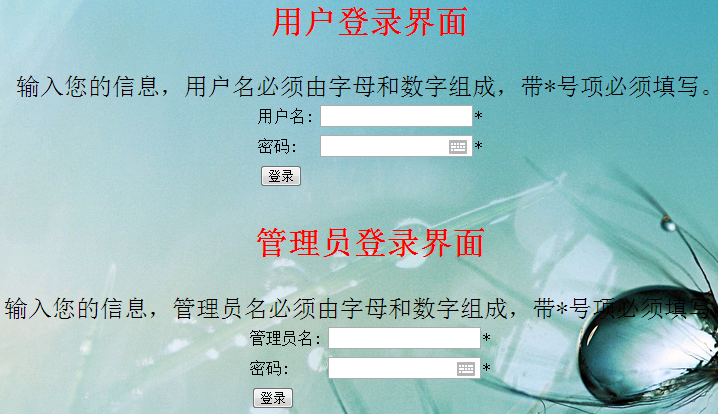 用户登录界面
输入您的信息，用户名必须由字母和数字组成，带*号项必须填写。
用户名: *
密码: *
登录
管理员登录界面
输入您的信息，管理员名必须由字母和数字组成，带*号项必须填写
管理员名: *
密码: *
登录